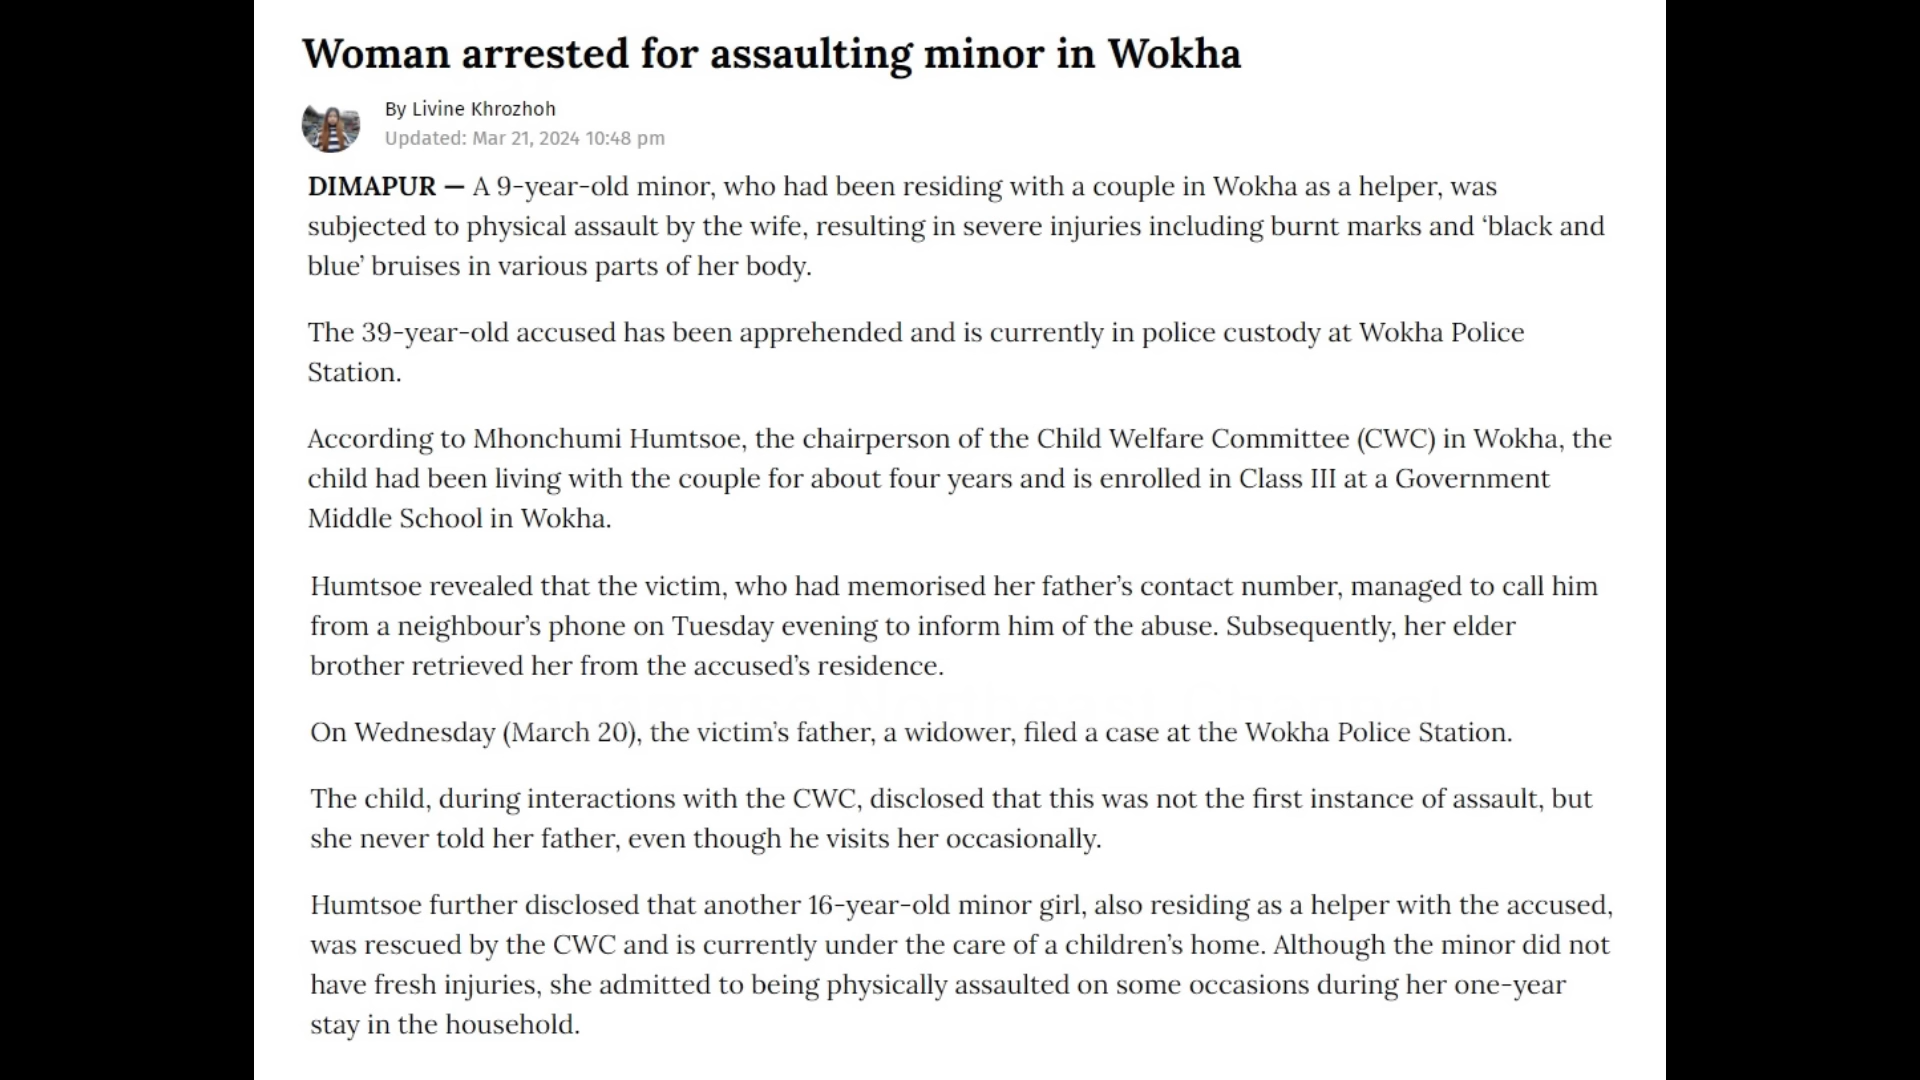 Woman arrested for assaulting minor in Wokha
By Livine Khrozhoh
Updated: Mar 21, 2024 10:48 pm
DIMAPUR — A 9-year-old minor, who had been residing with a couple in Wokha as a helper, was
subjected to physical assault by the wife, resulting in severe injuries including burnt marks and ‘black and
blue’ bruises in various parts of her body.
The 39-year-old accused has been apprehended and is currently in police custody at Wokha Police
Station.
According to Mhonchumi Humtsoe, the chairperson of the Child Welfare Committee (CWC) in Wokha, the
child had been living with the couple for about four years and is enrolled in Class III at a Government
Middle School in Wokha.
Humtsoe revealed that the victim, who had memorised her father’s contact number, managed to call him
from a neighbour’s phone on Tuesday evening to inform him of the abuse. Subsequently, her elder
brother retrieved her from the accused’s residence.
On Wednesday (March 20), the victim’s father, a widower, filed a case at the Wokha Police Station.
The child, during interactions with the CWC, disclosed that this was not the first instance of assault, but
she never told her father, even though he visits her occasionally.
Humtsoe further disclosed that another 16-year-old minor girl, also residing as a helper with the accused,
was rescued by the CWC and is currently under the care of a children’s home. Although the minor did not
have fresh injuries, she admitted to being physically assaulted on some occasions during her one-year
stay in the household.